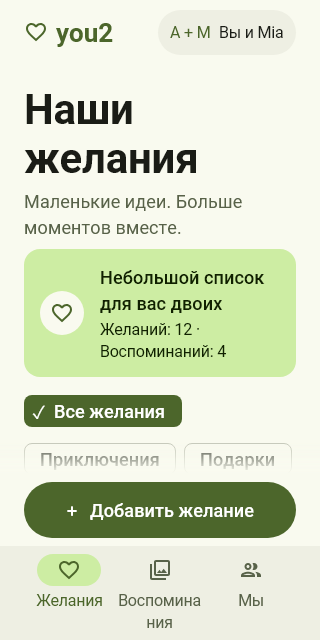 you2
A + M Вы и Mia
Наши
желания
Маленькие идеи. Больше
моментов вместе.
Небольшой список
для вас двоих
Желаний: 12 ·
Воспоминаний: 4
✓ Все желания
Приключения Подарки
+ Добавить желание
Желания Воспомина Мы
ния